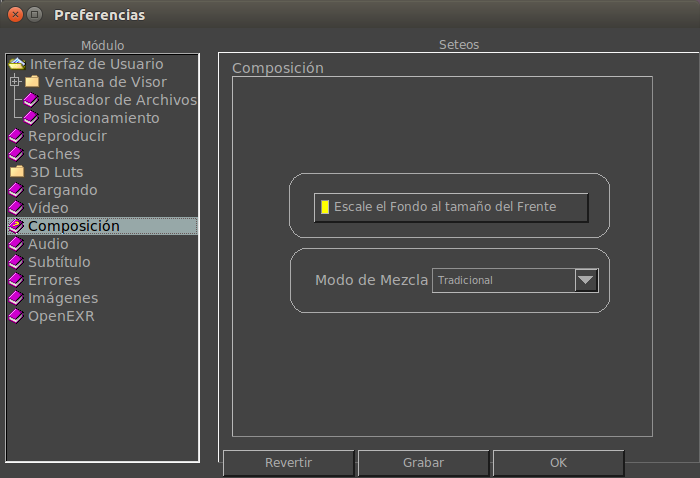 Preferencias
Módulo
Seteos
Interfaz de Usuario
Ventana de Visor
Buscador de Archivos
Posicionamiento
Reproducir
Caches
3D Luts
Cargando
Vídeo
Composición
Audio
Subtítulo
Errores
Imágenes
OpenEXR
Composición
Escale el Fondo al tamaño del Frente
Modo de Mezcla Tradicional
Revertir Grabar OK